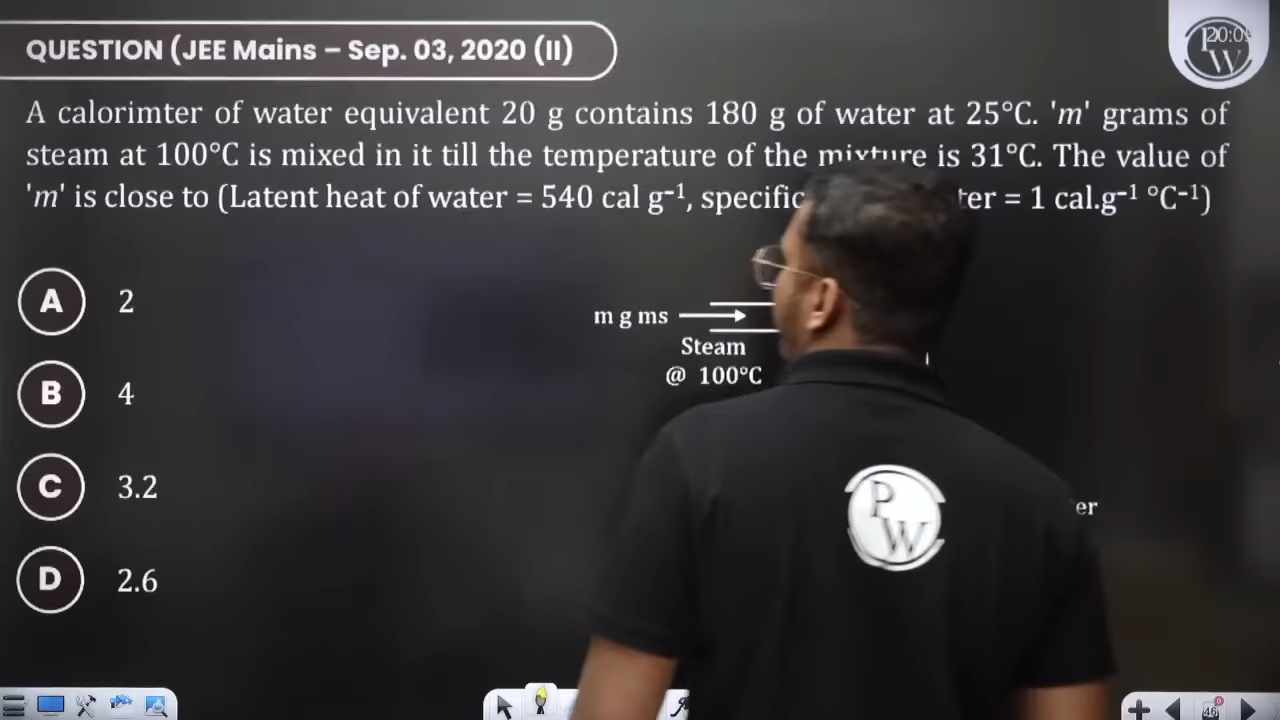 QUESTION (JEE Mains – Sep. 03, 2020 (II)
20:0
PW
A calorimter of water equivalent 20 g contains 180 g of water at 25°C. 'm' grams of
steam at 100°C is mixed in it till the temperature of the mixture is 31°C. The value of
'm' is close to (Latent heat of water = 540 cal g⁻¹, specific = 1 cal.g⁻¹ °C⁻¹)
A 2
m g ms
Steam
@ 100°C
B 4
C 3.2
D 2.6
PW
46